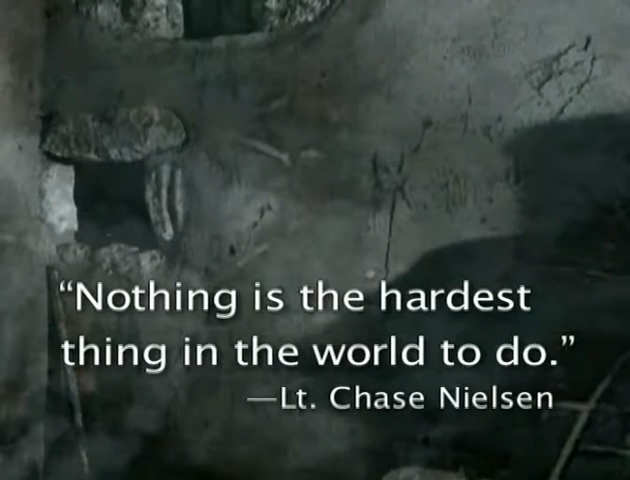 “Nothing is the hardest
thing in the world to do.”
—Lt. Chase Nielsen